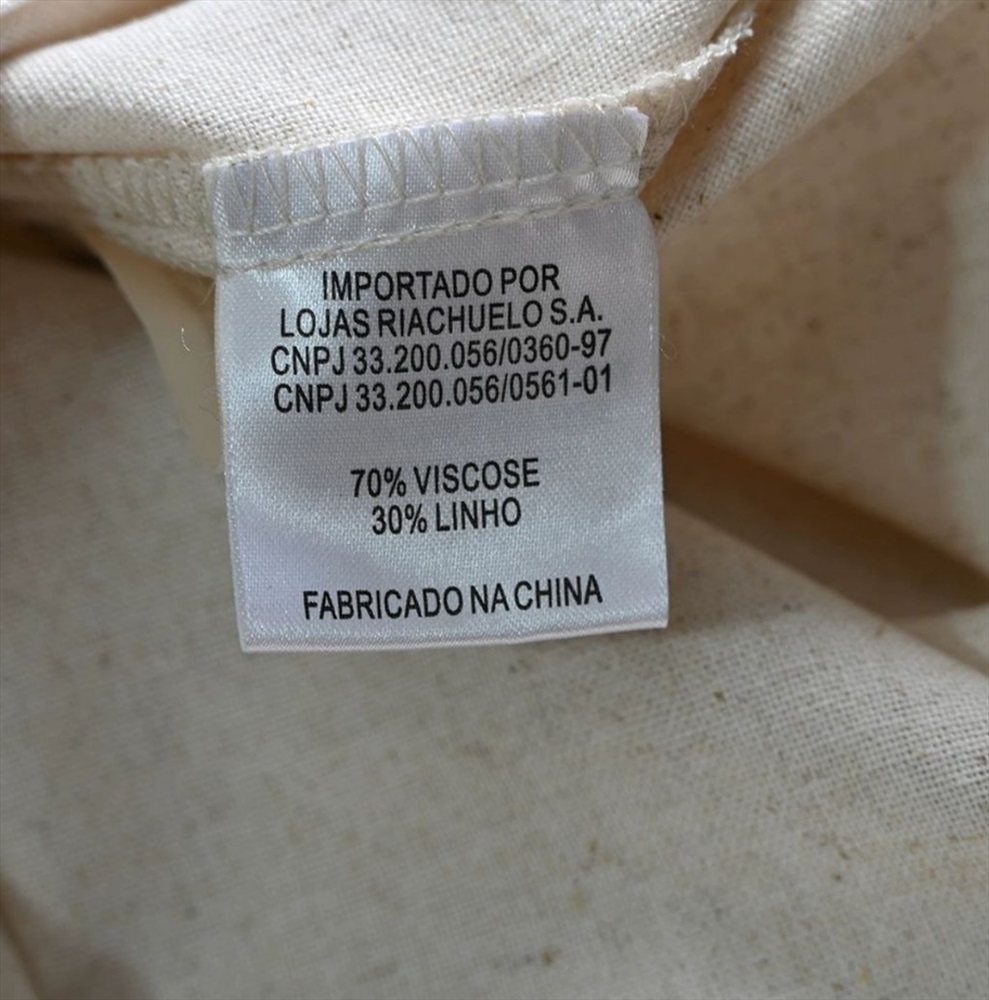 IMPORTADO POR
LOJAS RIACHUELO S.A.
CNPJ 33.200.056/0360-97
CNPJ 33.200.056/0561-01
70% VISCOSE
30% LINHO
FABRICADO NA CHINA